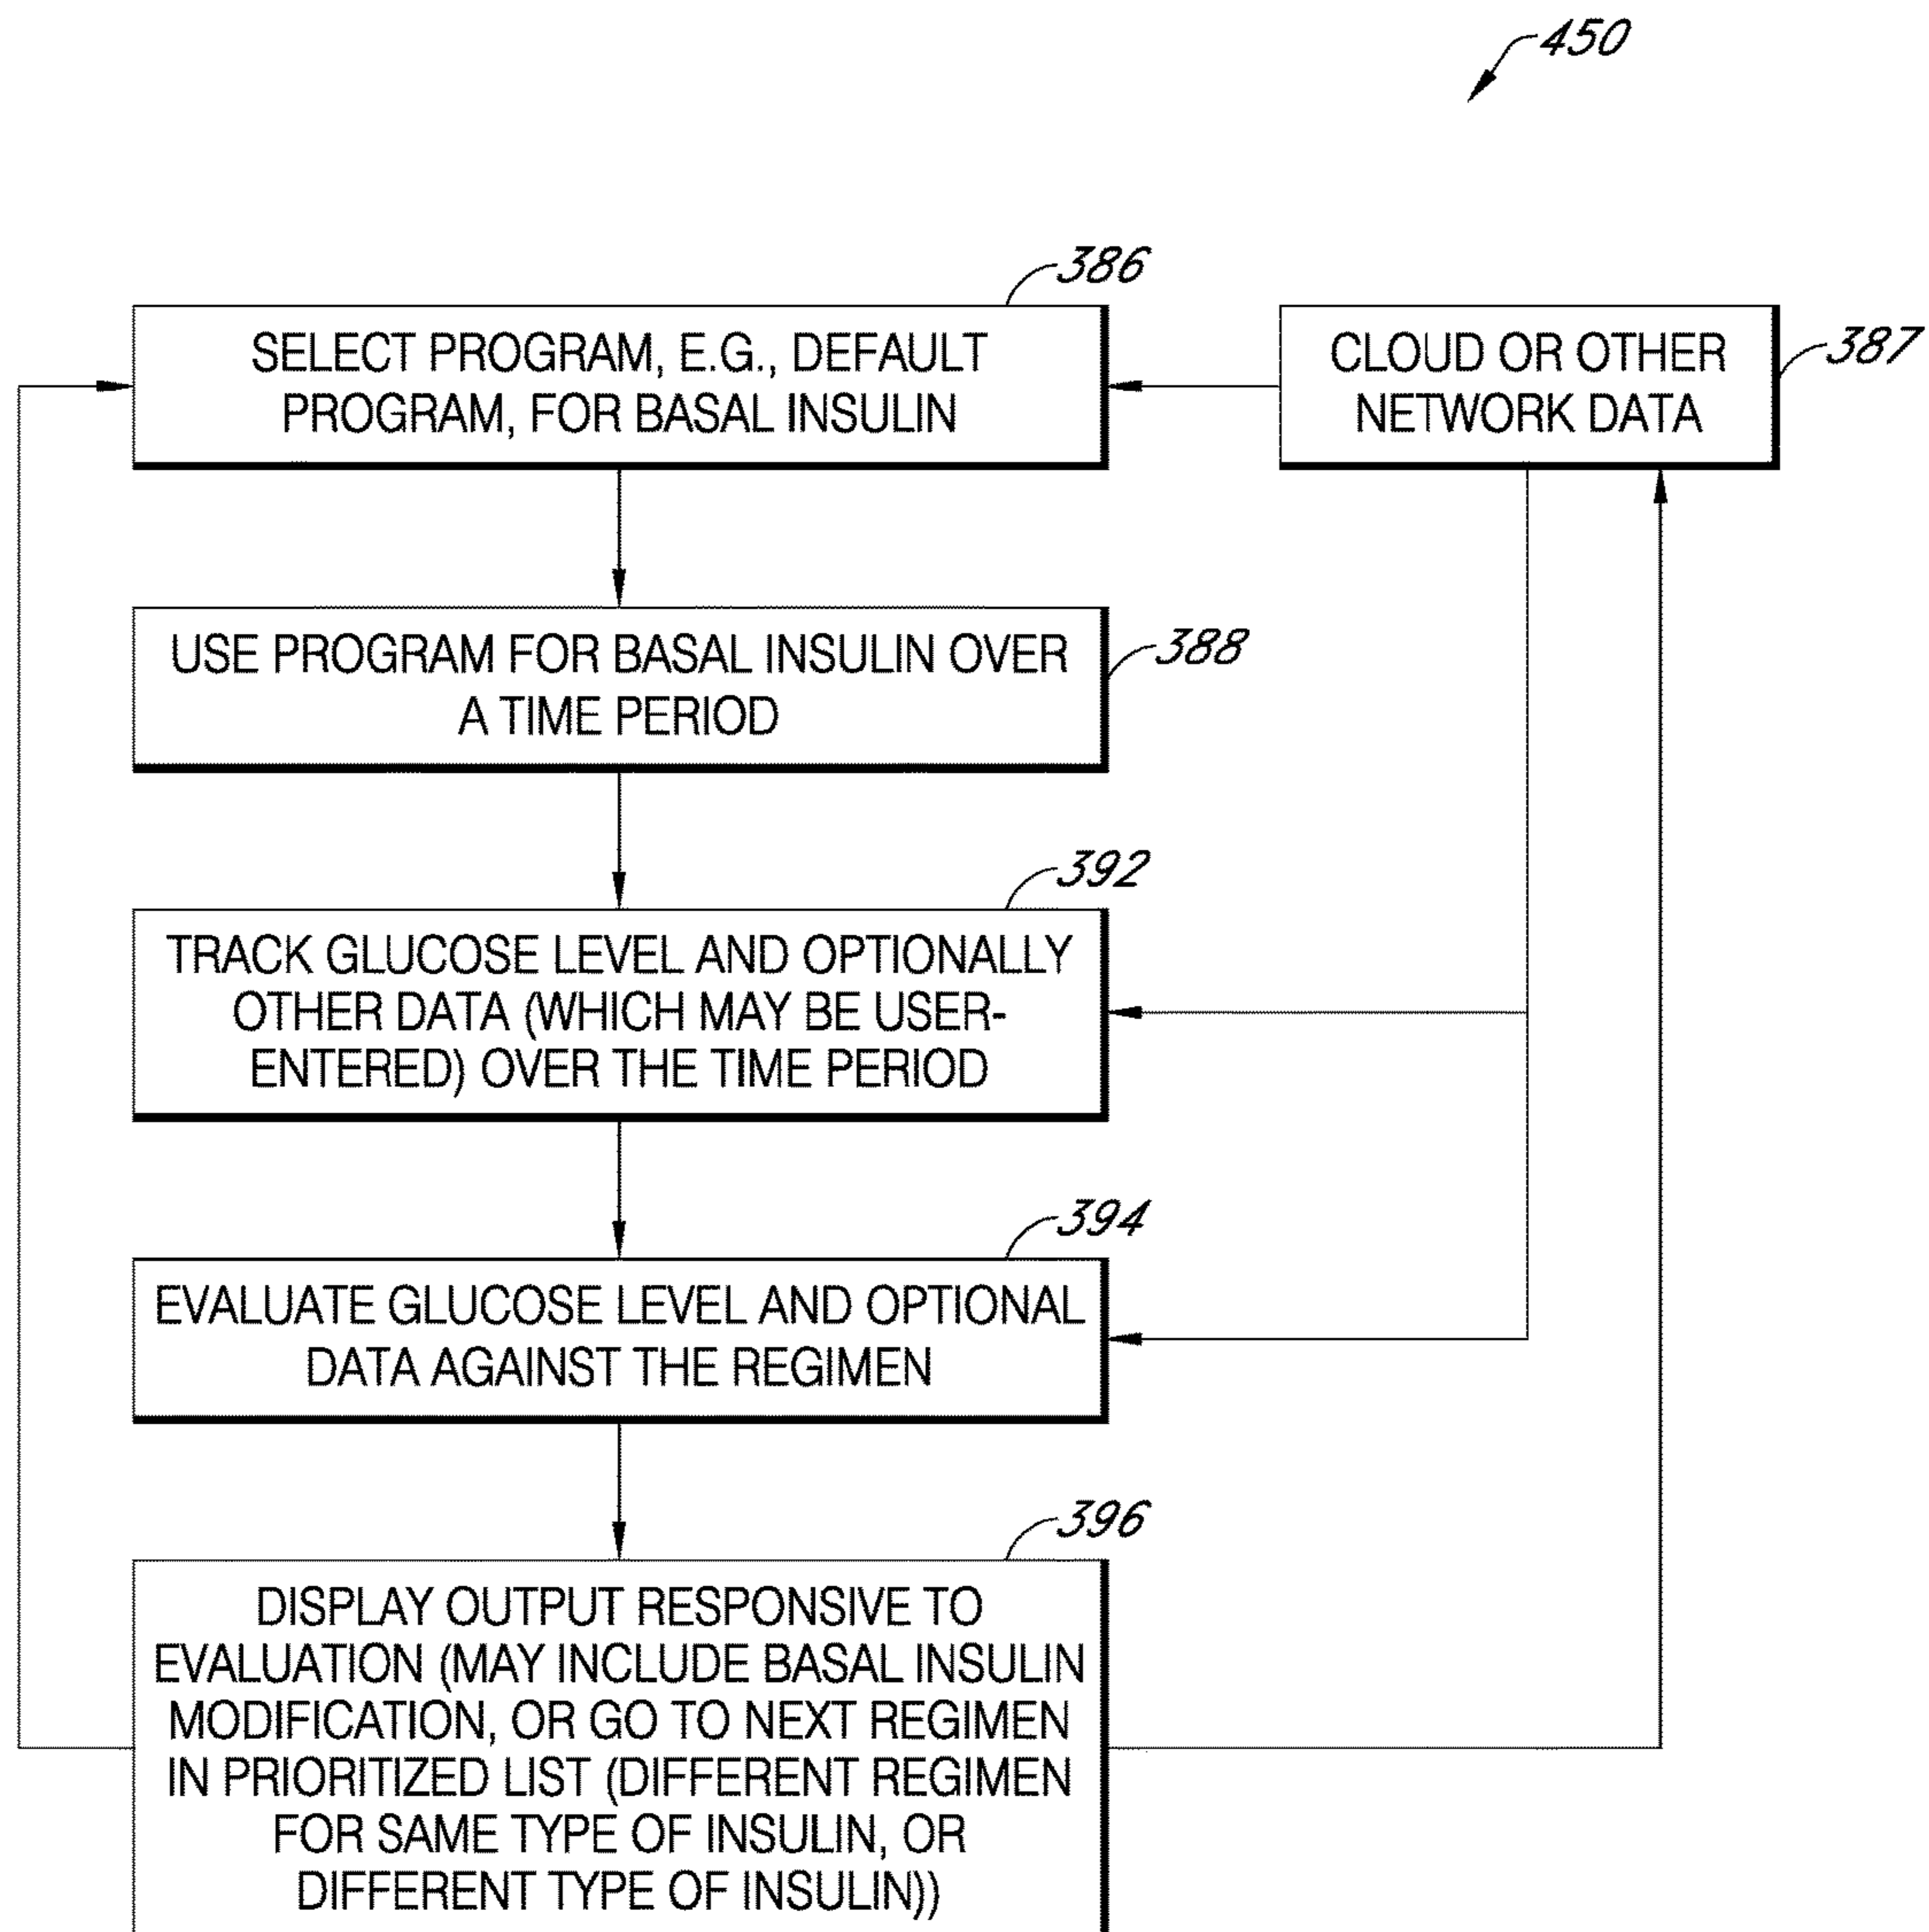 450
386
SELECT PROGRAM, E.G., DEFAULT
PROGRAM, FOR BASAL INSULIN
CLOUD OR OTHER
NETWORK DATA
387
USE PROGRAM FOR BASAL INSULIN OVER
A TIME PERIOD
388
392
TRACK GLUCOSE LEVEL AND OPTIONALLY
OTHER DATA (WHICH MAY BE USER-
ENTERED) OVER THE TIME PERIOD
394
EVALUATE GLUCOSE LEVEL AND OPTIONAL
DATA AGAINST THE REGIMEN
396
DISPLAY OUTPUT RESPONSIVE TO
EVALUATION (MAY INCLUDE BASAL INSULIN
MODIFICATION, OR GO TO NEXT REGIMEN
IN PRIORITIZED LIST (DIFFERENT REGIMEN
FOR SAME TYPE OF INSULIN, OR
DIFFERENT TYPE OF INSULIN))